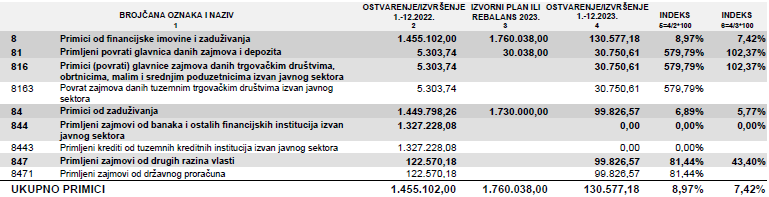 BROJČANA OZNAKA I NAZIV OSTVARENJE/IZVRŠENJE 1.-12.2022. IZVORNI PLAN ILI REBALANS 2023. OSTVARENJE/IZVRŠENJE 1.-12.2023. INDEKS INDEKS
1 2 3 4 5=4/2*100 6=4/3*100
8 Primici od financijske imovine i zaduživanja 1.455.102,00 1.760.038,00 130.577,18 8,97% 7,42%
81 Primljeni povrati glavnica danih zajmova i depozita 5.303,74 30.038,00 30.750,61 579,79% 102,37%
816 Primici (povrati) glavnice zajmova danih trgovačkim društvima, 5.303,74 30.038,00 30.750,61 579,79% 102,37%
obrtnicima, malim i srednjim poduzetnicima izvan javnog
sektora
8163 Povrat zajmova danih tuzemnim trgovačkim društvima izvan javnog 5.303,74 30.750,61 579,79%
sektora
84 Primici od zaduživanja 1.449.798,26 1.730.000,00 99.826,57 6,89% 5,77%
844 Primljeni zajmovi od banaka i ostalih financijskih institucija izvan 1.327.228,08 0,00 0,00% 0,00%
javnog sektora
8443 Primljeni krediti od tuzemnih kreditnih institucija izvan javnog sektora 1.327.228,08 0,00 0,00%
847 Primljeni zajmovi od drugih razina vlasti 122.570,18 99.826,57 81,44% 43,40%
8471 Primljeni zajmovi od državnog proračuna 122.570,18 99.826,57 81,44%
UKUPNO PRIMICI 1.455.102,00 1.760.038,00 130.577,18 8,97% 7,42%